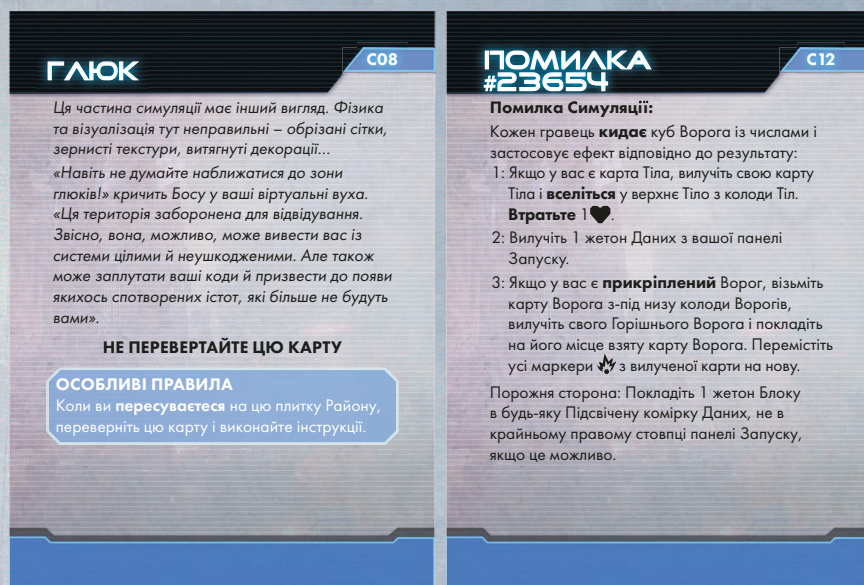 ГЛЮК
C08
Ця частина симуляції має інший вигляд. Фізика
та візуалізація тут неправильні – обрізані сітки,
зернисті текстури, витягнуті декорації...
«Навіть не думайте наближатися до зони
глюків!» кричить Босу у ваші віртуальні вуха.
«Ця територія заборонена для відвідування.
Звісно, вона, можливо, може вивести вас із
системи цілими й неушкодженими. Але також
може заплутати ваші коди й призвести до появи
якихось спотворених істот, які більше не будуть
вами».
НЕ ПЕРЕВЕРТАЙТЕ ЦЮ КАРТУ
ОСОБЛИВІ ПРАВИЛА
Коли ви пересуваєтеся на цю плитку Району,
переверніть цю карту і виконайте інструкції.
ПОМИЛКА
#23654
C12
Помилка Симуляції:
Кожен гравець кидає куб Ворога із числами і
застосовує ефект відповідно до результату:
1: Якщо у вас є карта Тіла, вилучіть свою карту
Тіла і вселіться у верхнє Тіло з колоди Тіл.
Втратьте 1.
2: Вилучіть 1 жетон Даних з вашої панелі
Запуску.
3: Якщо у вас є прикріплений Ворог, візьміть
карту Ворога з-під низу колоди Ворогів,
вилучіть свого Горішнього Ворога і покладіть
на його місце взяту карту Ворога. Перемістіть
усі маркери з вилученої карти на нову.
Порожня сторона: Покладіть 1 жетон Блоку
в будь-яку Підсвічену комірку Даних, не в
крайньому правому стовпці панелі Запуску,
якщо це можливо.